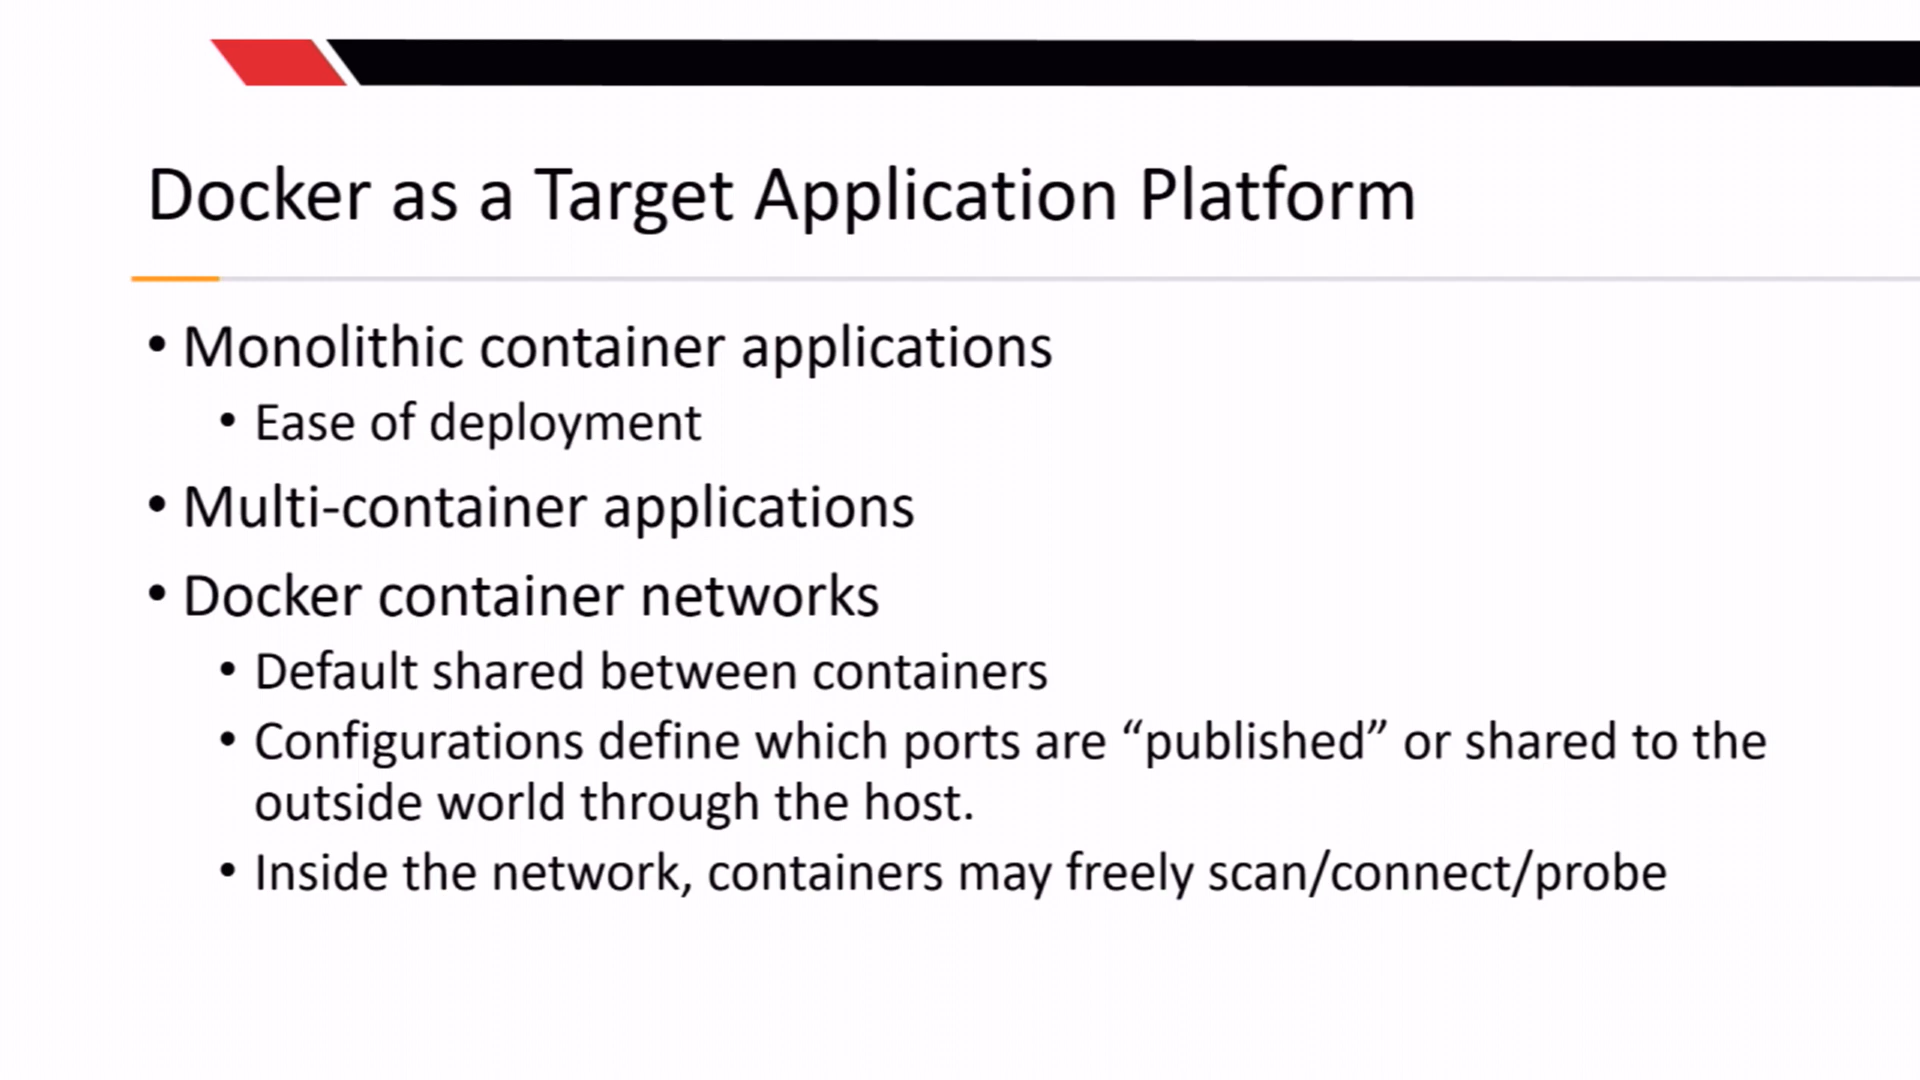 Docker as a Target Application Platform
• Monolithic container applications
• Ease of deployment
• Multi-container applications
• Docker container networks
• Default shared between containers
• Configurations define which ports are “published” or shared to the
outside world through the host.
• Inside the network, containers may freely scan/connect/probe